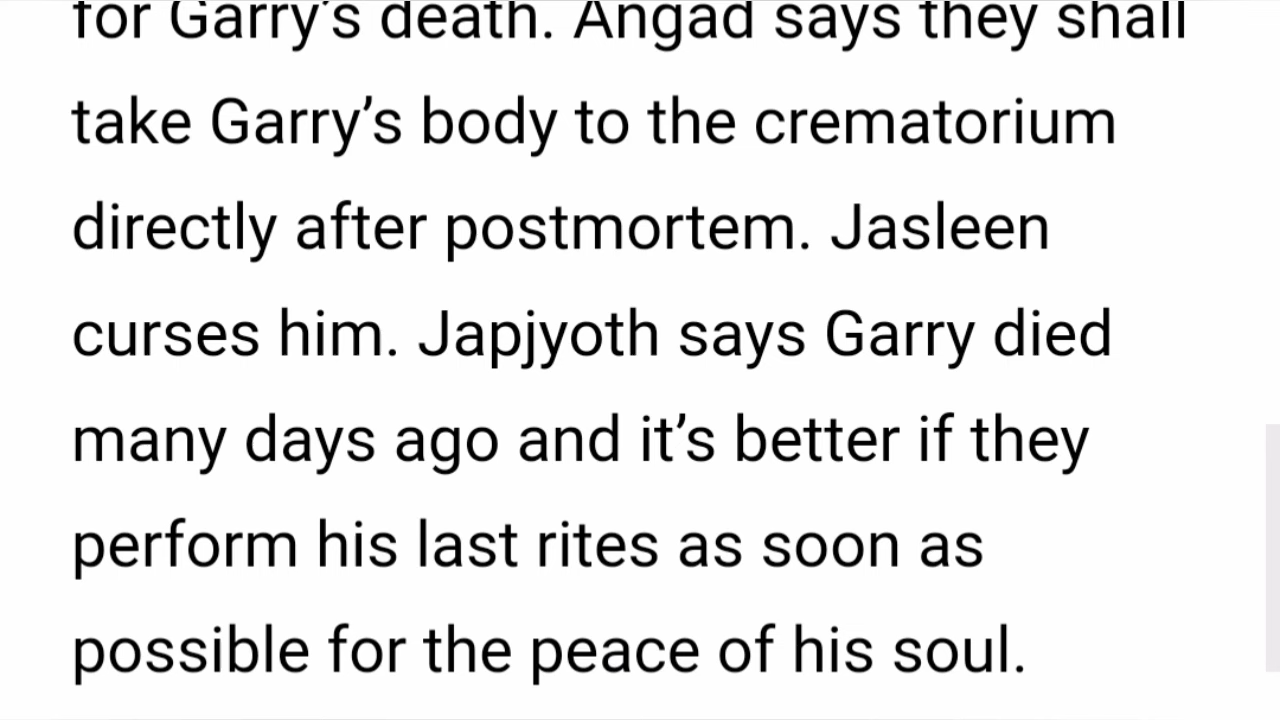 for Garry’s death. Angad says they shall
take Garry’s body to the crematorium
directly after postmortem. Jasleen
curses him. Japjyoth says Garry died
many days ago and it’s better if they
perform his last rites as soon as
possible for the peace of his soul.